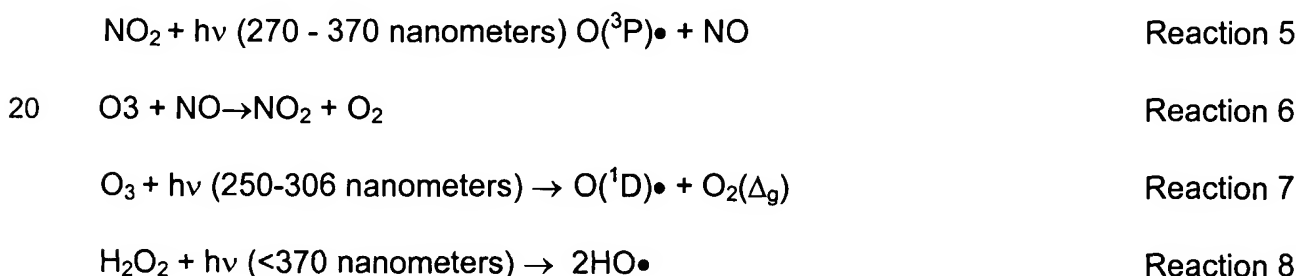 NO₂ + hν (270 - 370 nanometers) O(³P)• + NO Reaction 5
20 O3 + NO→NO₂ + O₂ Reaction 6
O₃ + hν (250-306 nanometers) → O(¹D)• + O₂(Δg) Reaction 7
H₂O₂ + hν (<370 nanometers) → 2HO• Reaction 8